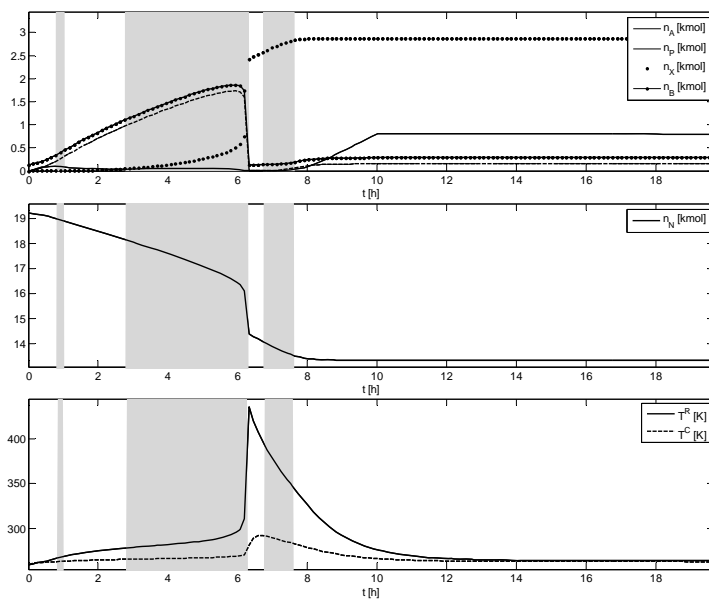 3
2.5
2
1.5
1
0.5
0
n_A [kmol]
n_P [kmol]
n_X [kmol]
n_B [kmol]
0 2 4 6 8 10 12 14 16 18
t [h]
19
18
17
16
15
14
n_N [kmol]
0 2 4 6 8 10 12 14 16 18
t [h]
400
350
300
250
T^R [K]
T^C [K]
0 2 4 6 8 10 12 14 16 18
t [h]